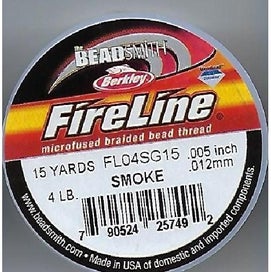 the BEADSMITH
Berkley
FireLine
microfused braided bead thread
15 YARDS FL04SG15 .005 inch
4 LB. SMOKE .012mm
7 90524 25749 2
www.beadsmith.com • Made in USA of domestic and imported components.